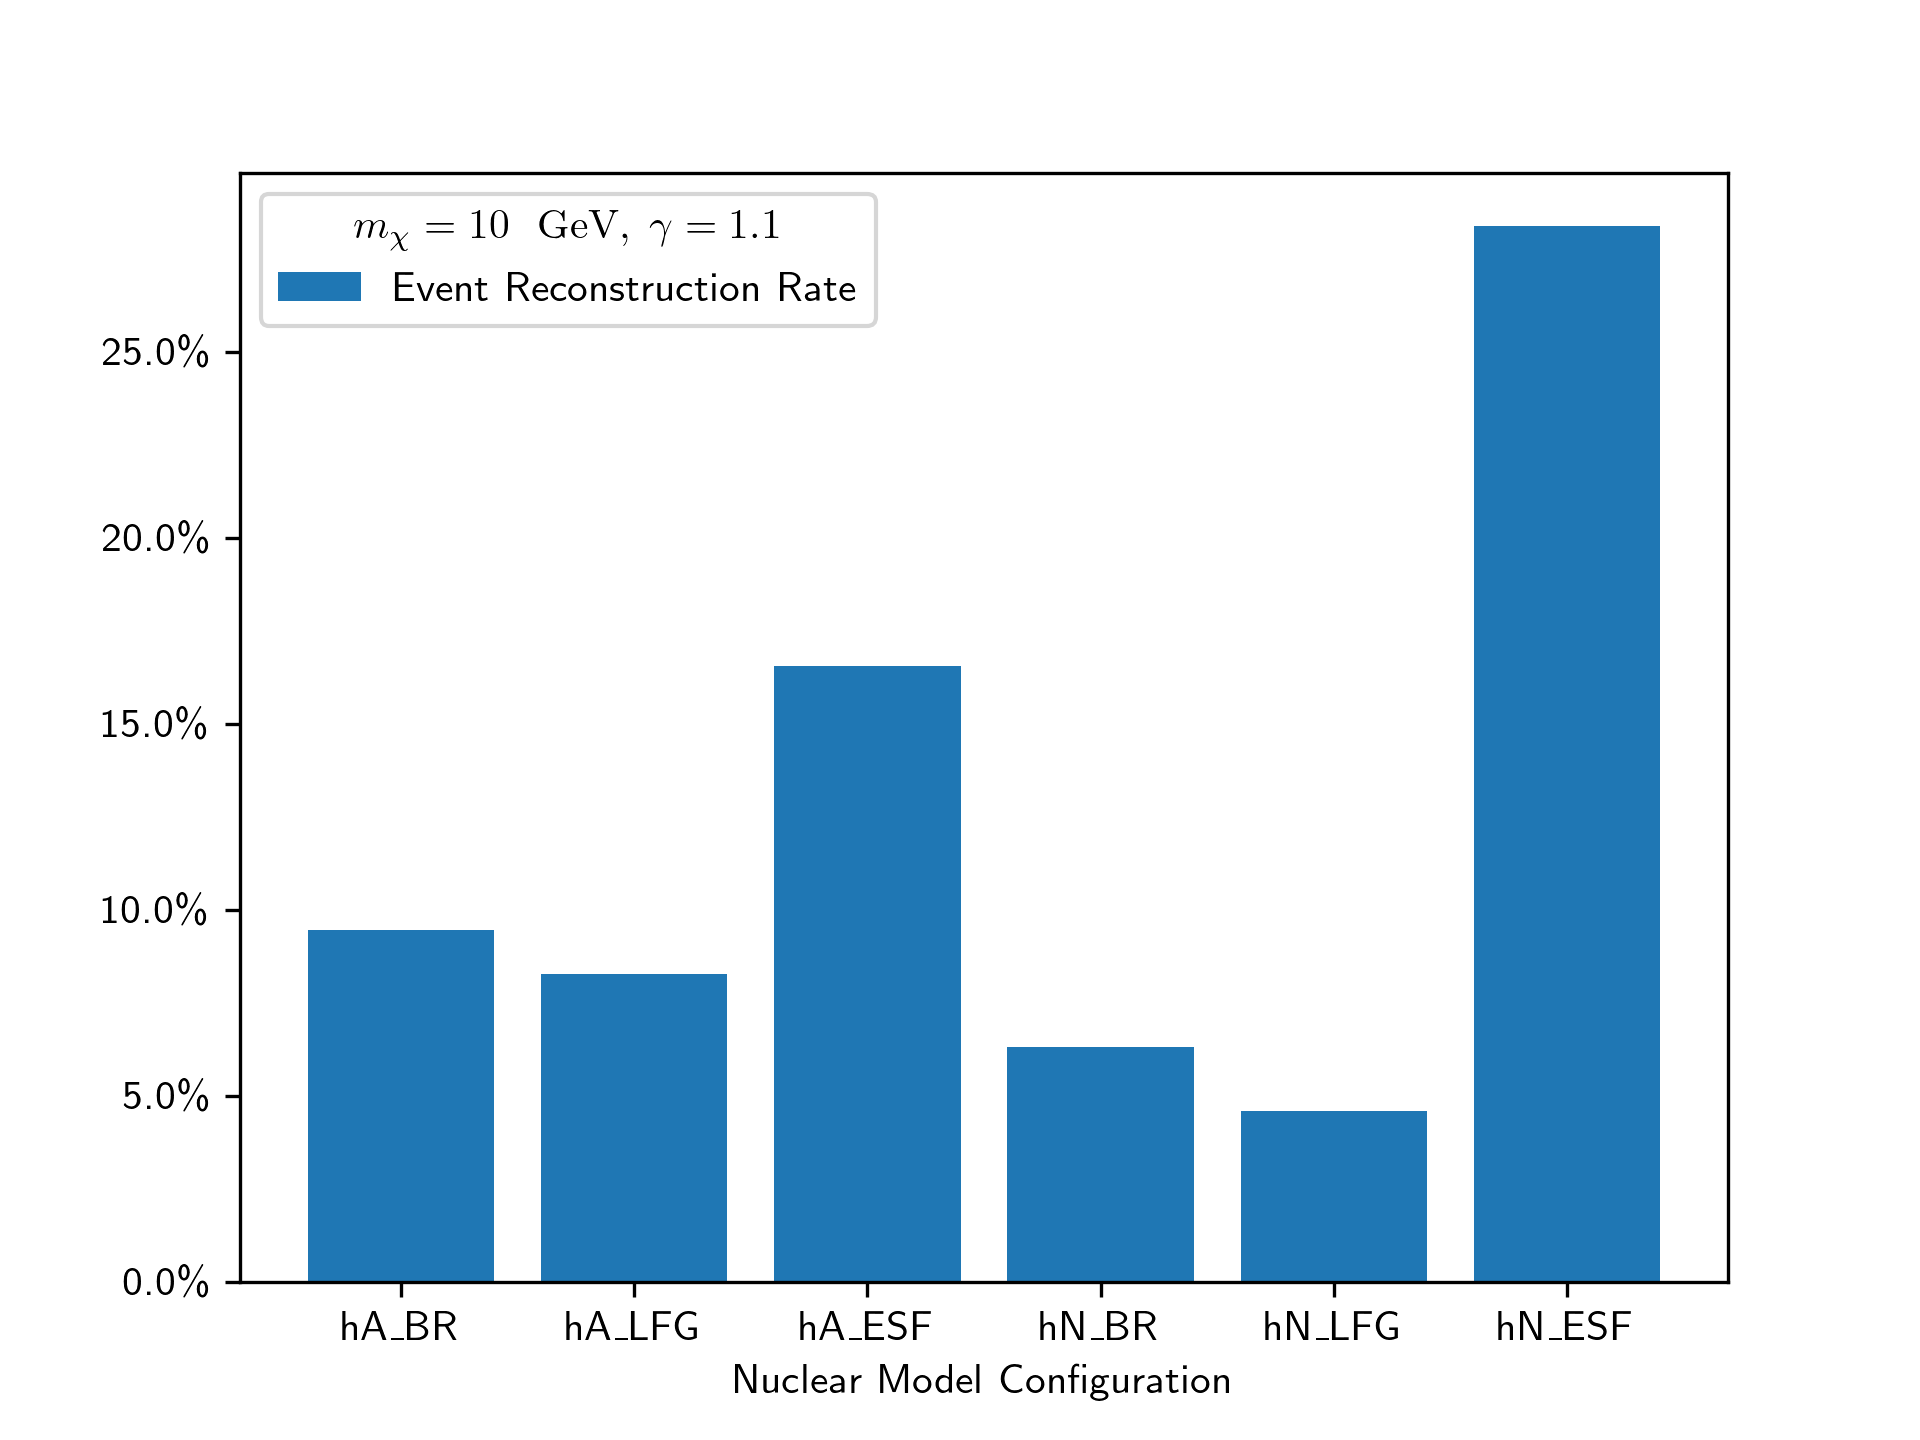 m_χ = 10 GeV, γ = 1.1
Event Reconstruction Rate
25.0%
20.0%
15.0%
10.0%
5.0%
0.0%
hA_BR hA_LFG hA_ESF hN_BR hN_LFG hN_ESF
Nuclear Model Configuration